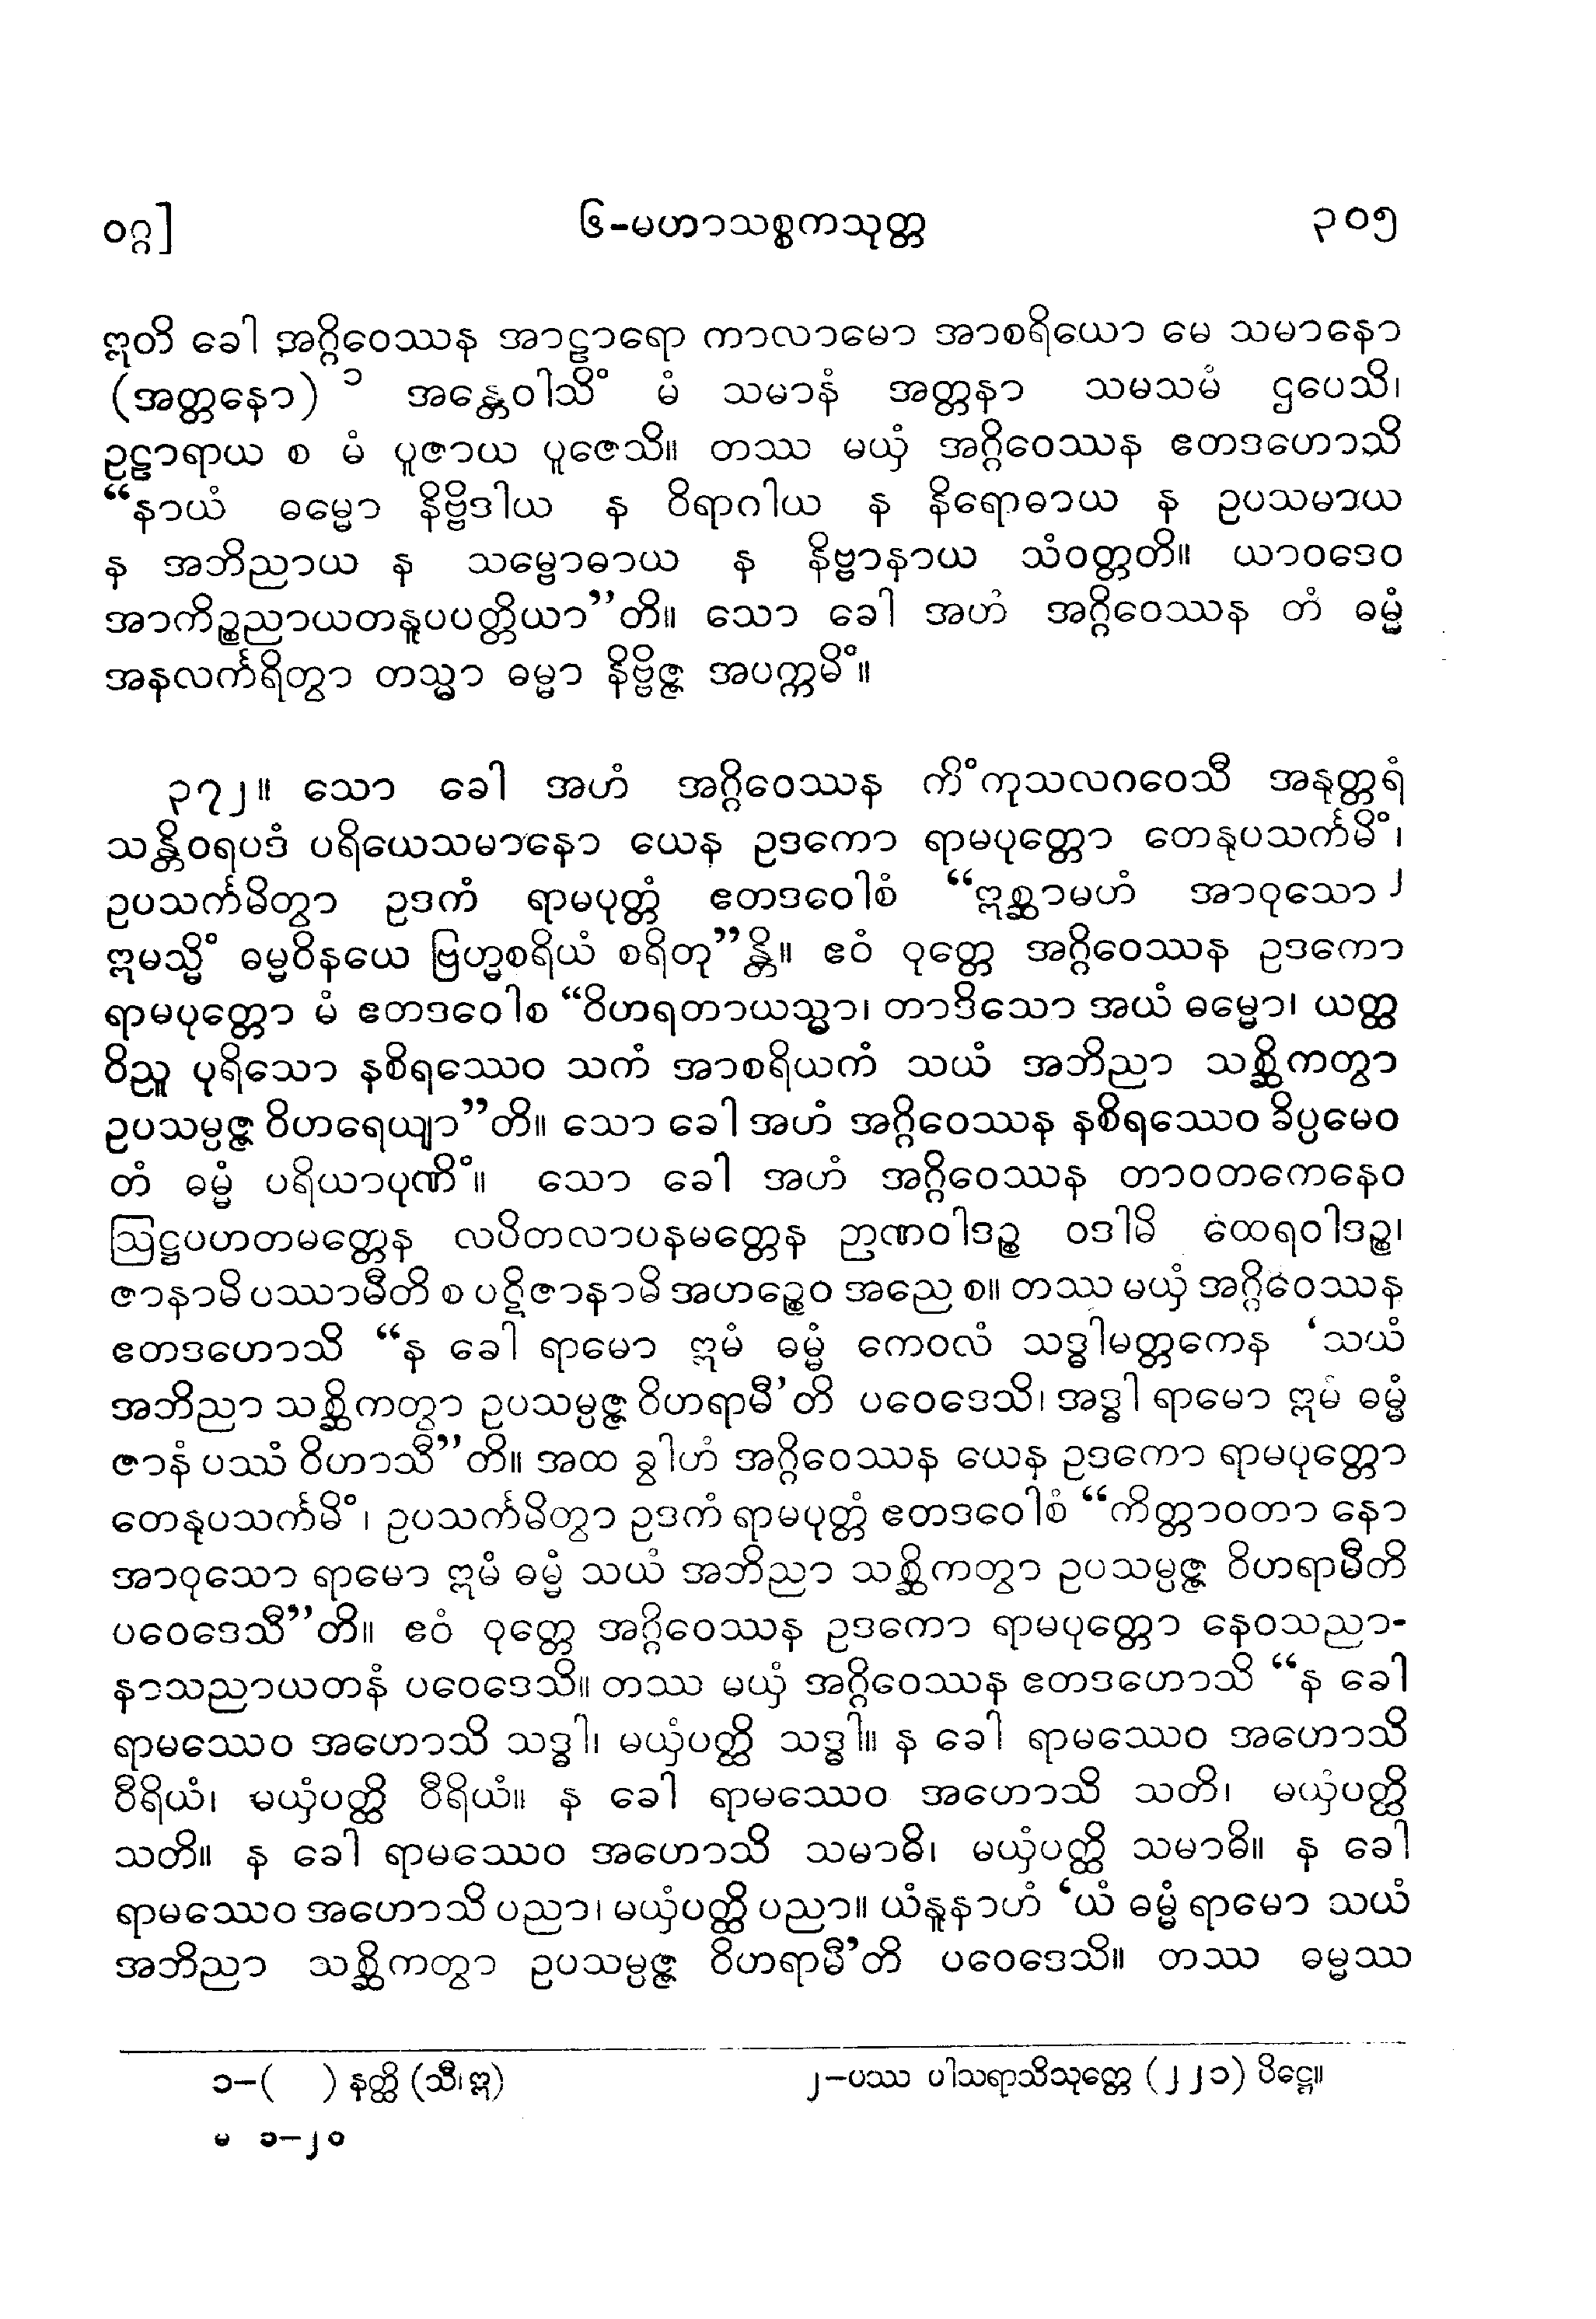 ဝဂ္ဂ] ၆-မဟာသစ္စကသုတ္တ ၃၀၅
ဣတိ ခေါ အဂ္ဂိဝေဿန အာဠာရော ကာလာမော အာစရိယော မေ သမာနော
(အတ္တနော) ၁ အန္တေဝါသိံ မံ သမာနံ အတ္တနာ သမသမံ ဌပေသိ၊
ဥဠာရာယ စ မံ ပူဇာယ ပူဇေသိ။ တဿ မယှံ အဂ္ဂိဝေဿန ဧတဒဟောသိ
“နာယံ ဓမ္မော နိဗ္ဗိဒါယ န ဝိရာဂါယ န နိရောဓာယ န ဥပသမာယ
န အဘိညာယ န သမ္ဗောဓာယ န နိဗ္ဗာနာယ သံဝတ္တတိ။ ယာဝဒေဝ
အာကိဉ္စညာယတနူပပတ္တိယာ”တိ။ သော ခေါ အဟံ အဂ္ဂိဝေဿန တံ ဓမ္မံ
အနလင်္ကရိတွာ တသ္မာ ဓမ္မာ နိဗ္ဗိဇ္ဇ အပက္ကမိံ။
၃၇၂။ သော ခေါ အဟံ အဂ္ဂိဝေဿန ကိံကုသလဂဝေသီ အနုတ္တရံ
သန္တိဝရပဒံ ပရိယေသမာနော ယေန ဥဒကော ရာမပုတ္တော တေနုပသင်္ကမိံ၊
ဥပသင်္ကမိတွာ ဥဒကံ ရာမပုတ္တံ ဧတဒဝေါစံ “ဣစ္ဆာမဟံ အာဝုသော ၂
ဣမသ္မိံ ဓမ္မဝိနယေ ဗြဟ္မစရိယံ စရိတု”န္တိ။ ဧဝံ ဝုတ္တေ အဂ္ဂိဝေဿန ဥဒကော
ရာမပုတ္တော မံ ဧတဒဝေါစ “ဝိဟရတာယသ္မာ၊ တာဒိသော အယံ ဓမ္မော၊ ယတ္ထ
ဝိညူ ပုရိသော နစိရဿေဝ သကံ အာစရိယကံ သယံ အဘိညာ သစ္ဆိကတွာ
ဥပသမ္ပဇ္ဇ ဝိဟရေယျာ”တိ။ သော ခေါ အဟံ အဂ္ဂိဝေဿန နစိရဿေဝ ခိပ္ပမေဝ
တံ ဓမ္မံ ပရိယာပုဏိံ။ သော ခေါ အဟံ အဂ္ဂိဝေဿန တာဝတကေနေဝ
ဩဋ္ဌပဟတမတ္တေန လပိတလာပနမတ္တေန ဉာဏဝါဒဉ္စ ဝဒါမိ ထေရဝါဒဉ္စ၊
ဇာနာမိ ပဿာမီတိ စ ပဋိဇာနာမိ အဟဉ္စေဝ အညေ စ။ တဿ မယှံ အဂ္ဂိဝေဿန
ဧတဒဟောသိ “န ခေါ ရာမော ဣမံ ဓမ္မံ ကေဝလံ သဒ္ဓါမတ္တကေန ‘သယံ
အဘိညာ သစ္ဆိကတွာ ဥပသမ္ပဇ္ဇ ဝိဟရာမီ’တိ ပဝေဒေသိ၊ အဒ္ဓါ ရာမော ဣမံ ဓမ္မံ
ဇာနံ ပဿံ ဝိဟာသီ”တိ။ အထ ခွါဟံ အဂ္ဂိဝေဿန ယေန ဥဒကော ရာမပုတ္တော
တေနုပသင်္ကမိံ၊ ဥပသင်္ကမိတွာ ဥဒကံ ရာမပုတ္တံ ဧတဒဝေါစံ “ကိတ္တာဝတာ နော
အာဝုသော ရာမော ဣမံ ဓမ္မံ သယံ အဘိညာ သစ္ဆိကတွာ ဥပသမ္ပဇ္ဇ ဝိဟရာမီတိ
ပဝေဒေသီ”တိ။ ဧဝံ ဝုတ္တေ အဂ္ဂိဝေဿန ဥဒကော ရာမပုတ္တော နေဝသညာ-
နာသညာယတနံ ပဝေဒေသိ။ တဿ မယှံ အဂ္ဂိဝေဿန ဧတဒဟောသိ “န ခေါ
ရာမဿေဝ အဟောသိ သဒ္ဓါ၊ မယှံပတ္ထိ သဒ္ဓါ။ န ခေါ ရာမဿေဝ အဟောသိ
ဝီရိယံ၊ မယှံပတ္ထိ ဝီရိယံ။ န ခေါ ရာမဿေဝ အဟောသိ သတိ၊ မယှံပတ္ထိ
သတိ။ န ခေါ ရာမဿေဝ အဟောသိ သမာဓိ၊ မယှံပတ္ထိ သမာဓိ။ န ခေါ
ရာမဿေဝ အဟောသိ ပညာ၊ မယှံပတ္ထိ ပညာ။ ယံနူနာဟံ ‘ယံ ဓမ္မံ ရာမော သယံ
အဘိညာ သစ္ဆိကတွာ ဥပသမ္ပဇ္ဇ ဝိဟရာမီ’တိ ပဝေဒေသိ။ တဿ ဓမ္မဿ
၁-( ) နတ္ထိ (သီ၊ဣ) ၂-ပဿ ပါသရာသိသုတ္တေ (၂၂၁) ပိဋ္ဌေ။
မ ၁-၂၀